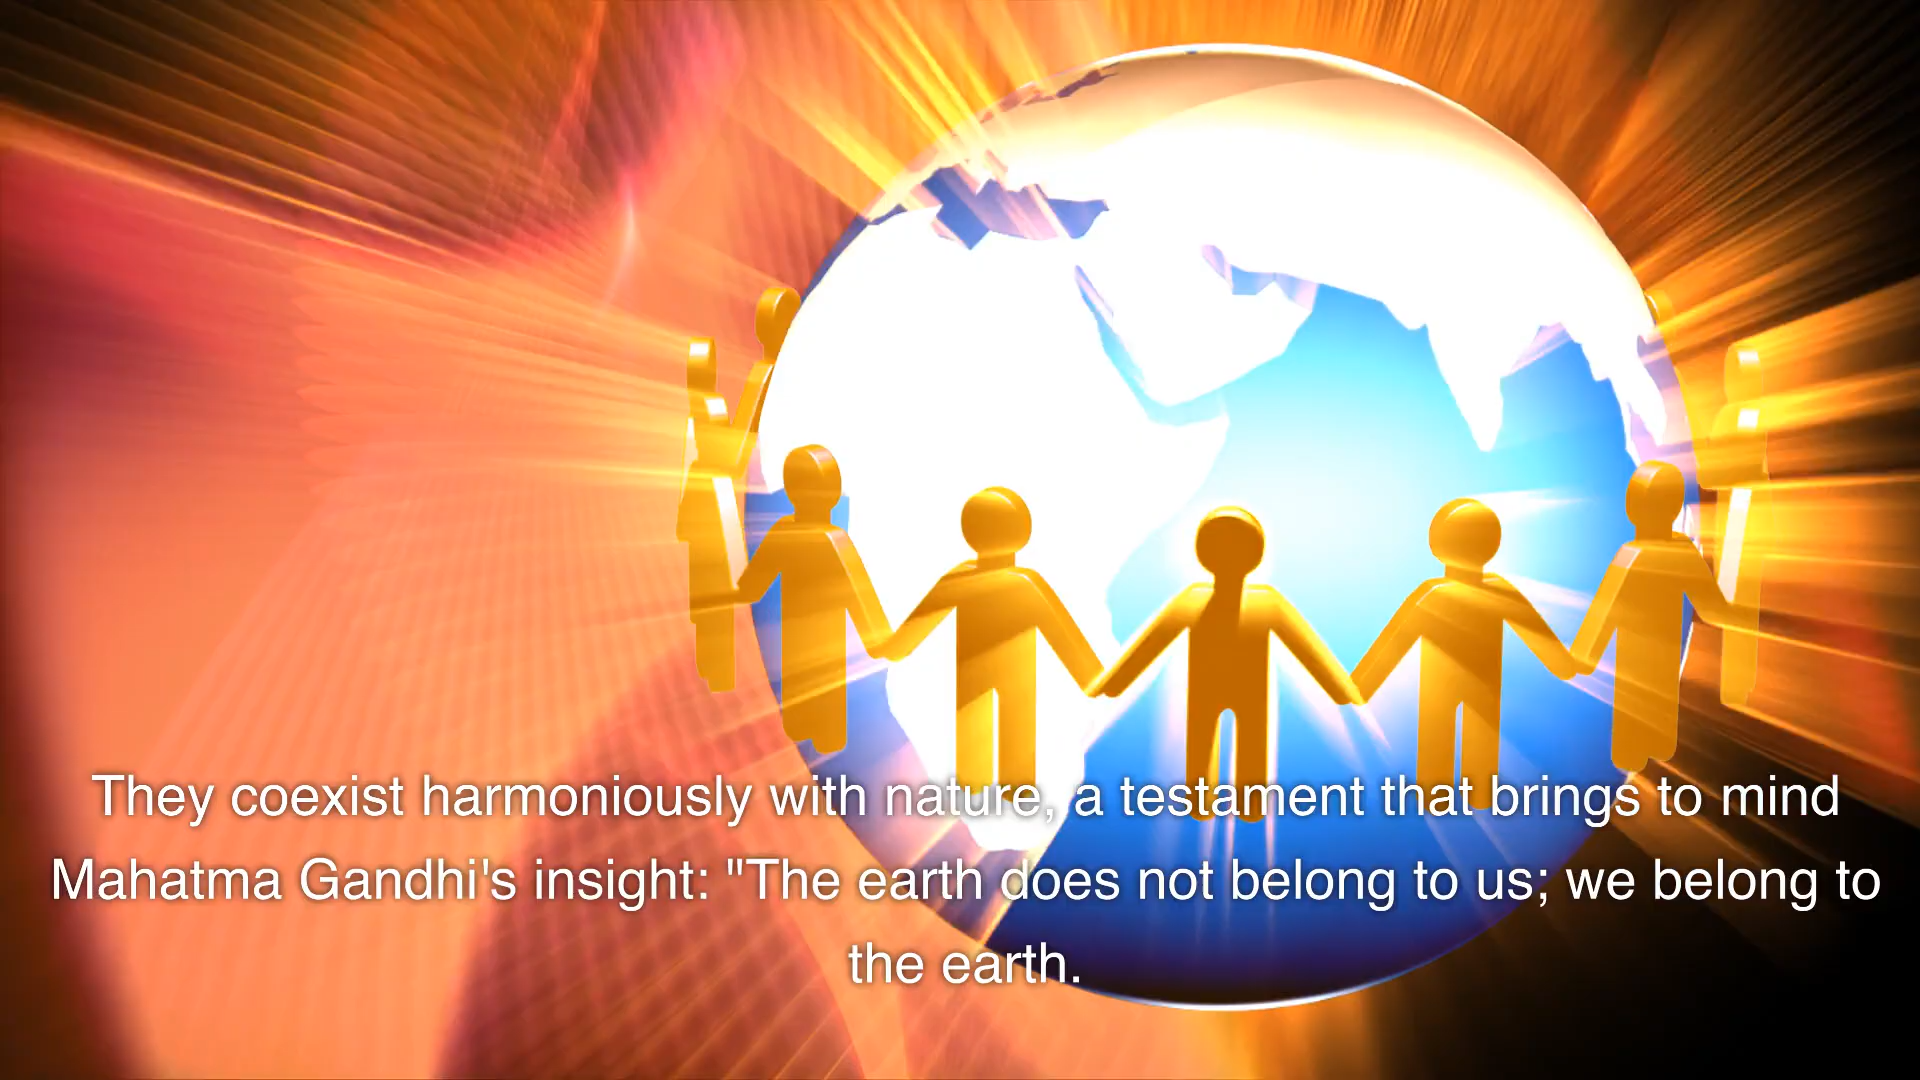 They coexist harmoniously with nature, a testament that brings to mind
Mahatma Gandhi's insight: "The earth does not belong to us; we belong to
the earth.